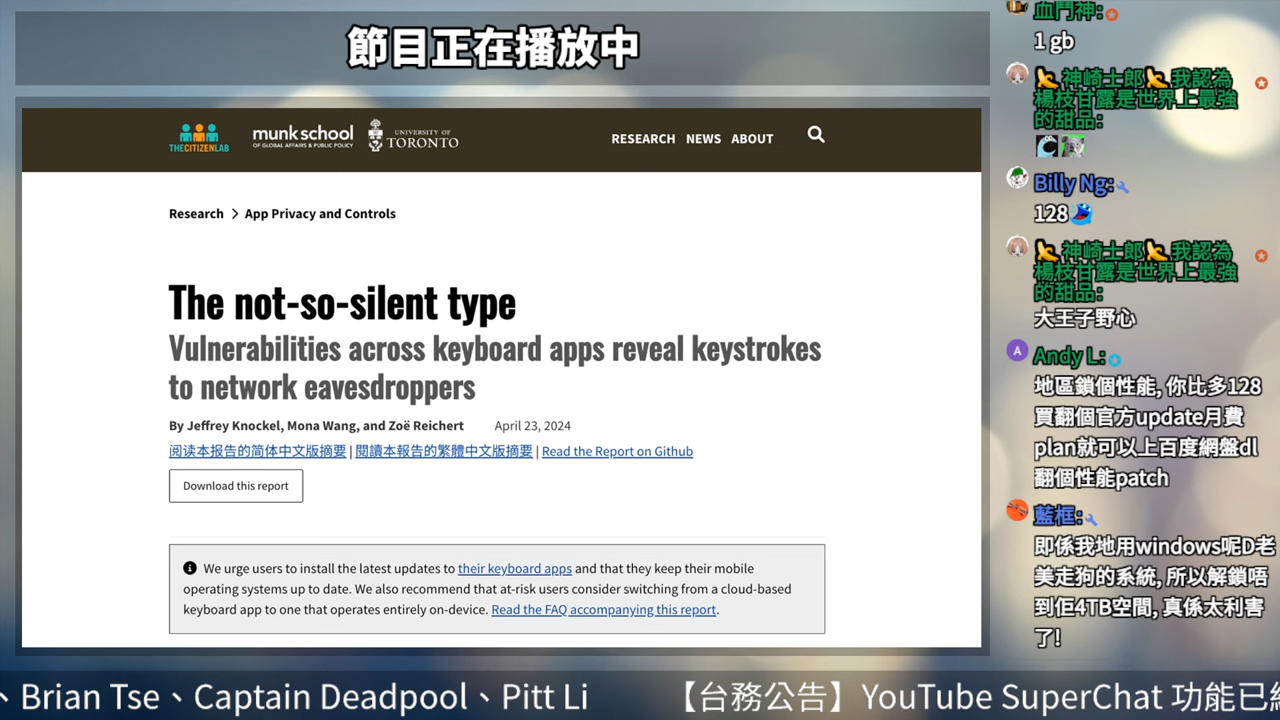 節目正在播放中
THECITIZENLAB
munk school
OF GLOBAL AFFAIRS & PUBLIC POLICY
UNIVERSITY OF
TORONTO
RESEARCH NEWS ABOUT
Research > App Privacy and Controls
The not-so-silent type
Vulnerabilities across keyboard apps reveal keystrokes
to network eavesdroppers
By Jeffrey Knockel, Mona Wang, and Zoë Reichert April 23, 2024
阅读本报告的简体中文版摘要 | 閱讀本報告的繁體中文版摘要 | Read the Report on Github
Download this report
We urge users to install the latest updates to their keyboard apps and that they keep their mobile
operating systems up to date. We also recommend that at-risk users consider switching from a cloud-based
keyboard app to one that operates entirely on-device. Read the FAQ accompanying this report.
血鬥神:
1 gb
🍌神崎士郎🍌我認為
楊枝甘露是世界上最強
的甜品:
Billy Ng:
128
🍌神崎士郎🍌我認為
楊枝甘露是世界上最強
的甜品:
大王子野心
A
Andy L:
地區鎖個性能, 你比多128
買翻個官方update月費
plan就可以上百度網盤dl
翻個性能patch
藍框:
即係我地用windows呢D老
美走狗的系統, 所以解鎖唔
到佢4TB空間, 真係太利害
了!
、Brian Tse、Captain Deadpool、Pitt Li 【台務公告】YouTube SuperChat 功能已